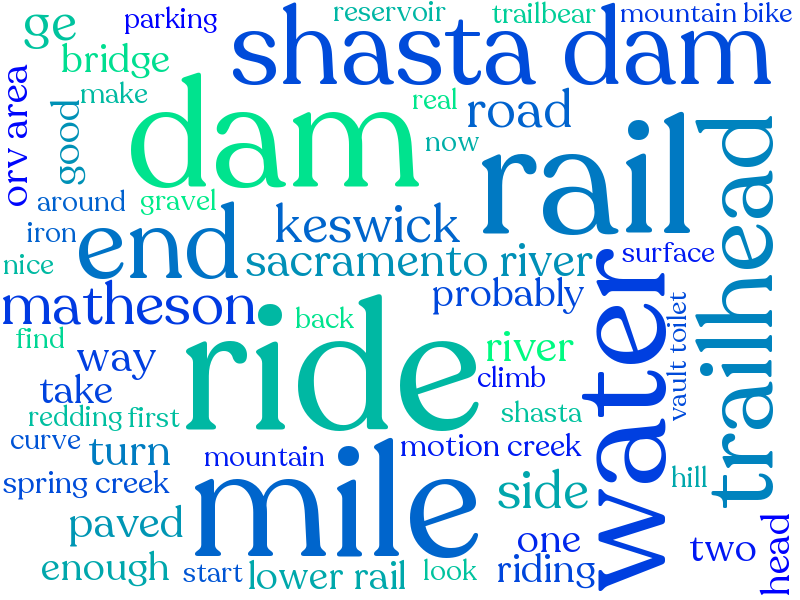 reservoir
trailbear
mountain bike
parking
ge
shasta dam
bridge
make
real
road
orv area
good
dam
now
rail
trailhead
around
gravel
keswick
iron
end
sacramento river
surface
nice
water
matheson
probably
vault toilet
back
find
ride
river
way
climb
take
shasta
redding
first
curve
turn
motion creek
mountain
hill
spring creek
mile
side
paved
one
two
head
enough
start
lower rail
look
riding